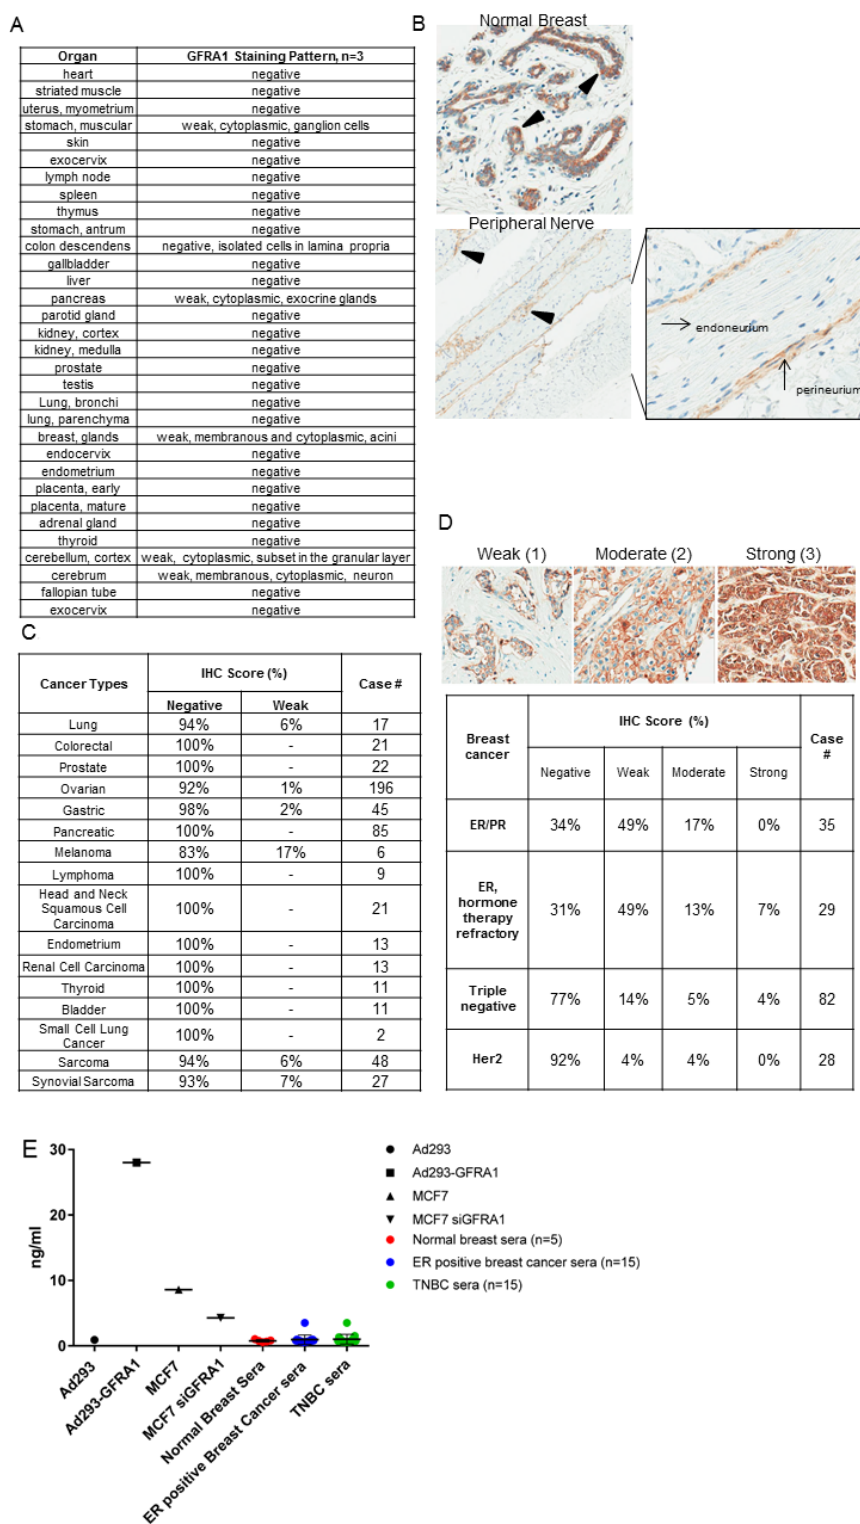 A
Organ GFRA1 Staining Pattern, n=3
heart negative
striated muscle negative
uterus, myometrium negative
stomach, muscular weak, cytoplasmic, ganglion cells
skin negative
exocervix negative
lymph node negative
spleen negative
thymus negative
stomach, antrum negative
colon descendens negative, isolated cells in lamina propria
gallbladder negative
liver negative
pancreas weak, cytoplasmic, exocrine glands
parotid gland negative
kidney, cortex negative
kidney, medulla negative
prostate negative
testis negative
Lung, bronchi negative
lung, parenchyma negative
breast, glands weak, membranous and cytoplasmic, acini
endocervix negative
endometrium negative
placenta, early negative
placenta, mature negative
adrenal gland negative
thyroid negative
cerebellum, cortex weak, cytoplasmic, subset in the granular layer
cerebrum weak, membranous, cytoplasmic, neuron
fallopian tube negative
exocervix negative
B
Normal Breast
Peripheral Nerve
endoneurium
perineurium
C
Cancer Types IHC Score (%) Case #
Negative Weak
Lung 94% 6% 17
Colorectal 100% - 21
Prostate 100% - 22
Ovarian 92% 1% 196
Gastric 98% 2% 45
Pancreatic 100% - 85
Melanoma 83% 17% 6
Lymphoma 100% - 9
Head and Neck
Squamous Cell
Carcinoma 100% - 21
Endometrium 100% - 13
Renal Cell Carcinoma 100% - 13
Thyroid 100% - 11
Bladder 100% - 11
Small Cell Lung
Cancer 100% - 2
Sarcoma 94% 6% 48
Synovial Sarcoma 93% 7% 27
D
Weak (1) Moderate (2) Strong (3)
Breast
cancer IHC Score (%) Case
#
Negative Weak Moderate Strong
ER/PR 34% 49% 17% 0% 35
ER,
hormone
therapy
refractory 31% 49% 13% 7% 29
Triple
negative 77% 14% 5% 4% 82
Her2 92% 4% 4% 0% 28
E
ng/ml
30
20
10
0
Ad293
Ad293-GFRA1
MCF7
MCF7 siGFRA1
Normal Breast Sera
ER positive Breast Cancer sera
TNBC sera
Ad293
Ad293-GFRA1
MCF7
MCF7 siGFRA1
Normal breast sera (n=5)
ER positive breast cancer sera (n=15)
TNBC sera (n=15)